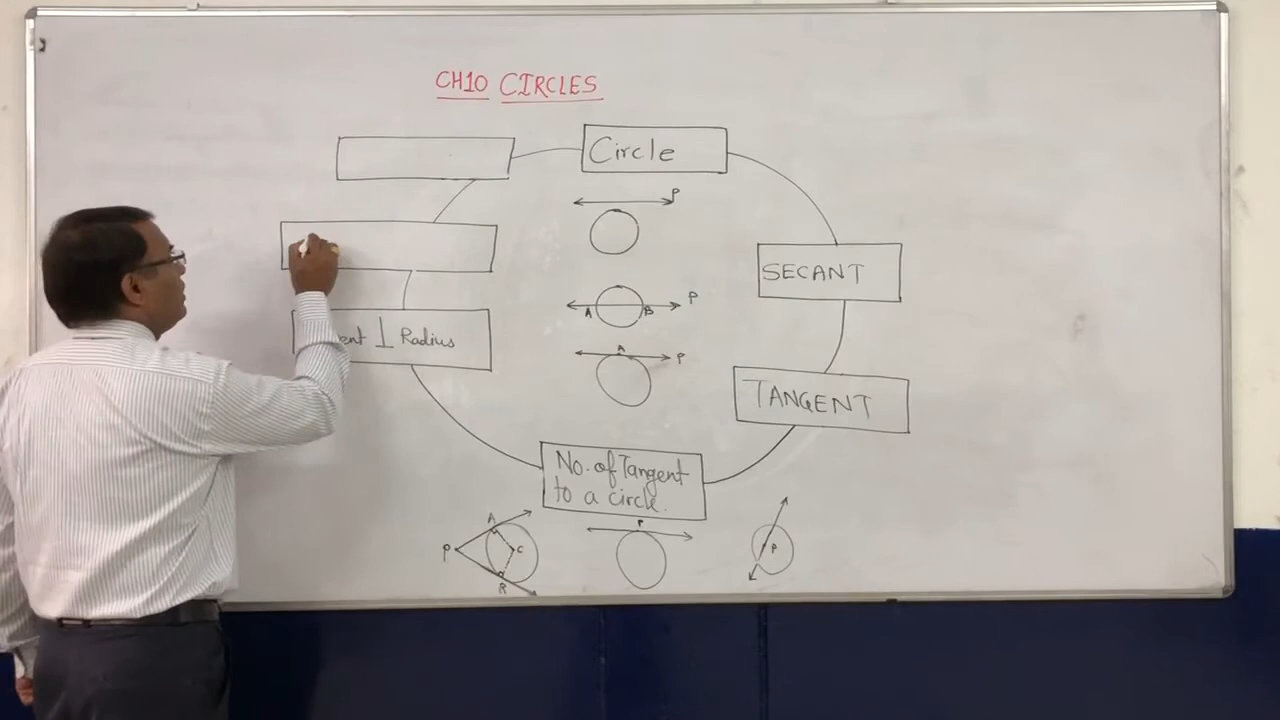 CH10 CIRCLES
Circle
P
SECANT
A B P
A P
ent ⊥ Radius
TANGENT
No. of Tangent
to a circle.
A
P C
R
P
P